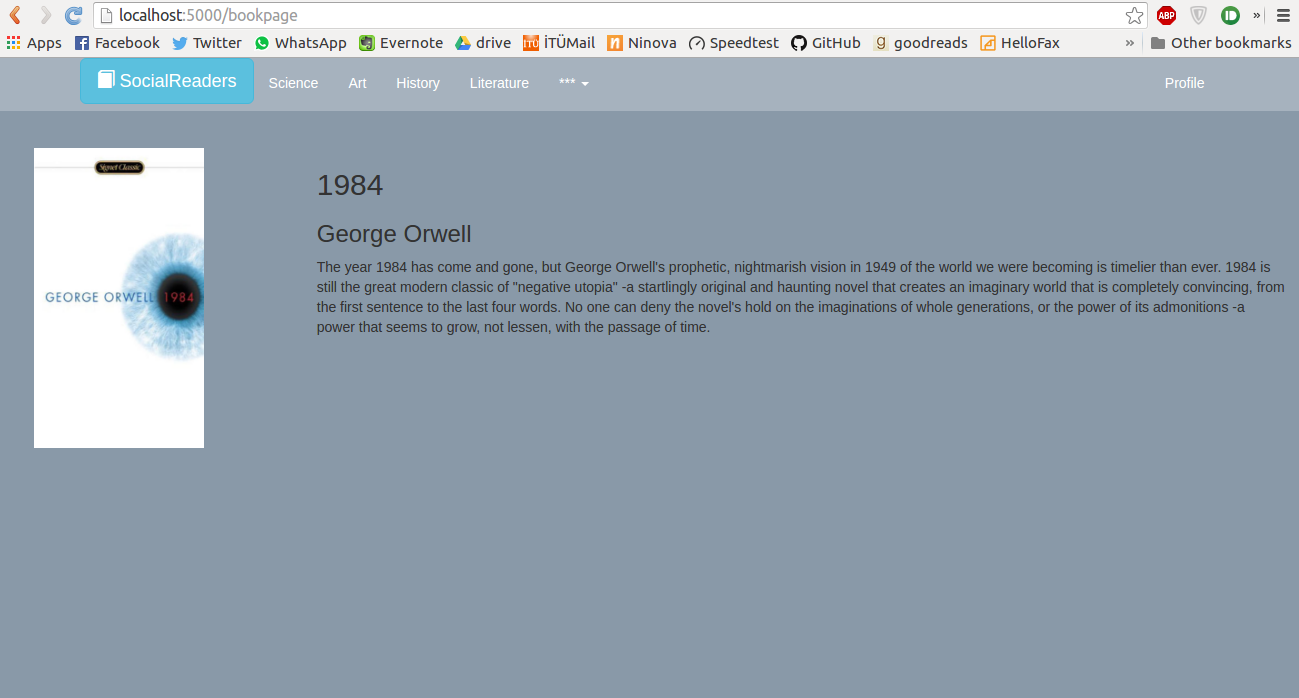 localhost:5000/bookpage
ABP
»
Apps Facebook Twitter WhatsApp Evernote drive İTÜMail Ninova Speedtest GitHub goodreads HelloFax » Other bookmarks
SocialReaders Science Art History Literature *** Profile
Signet Classic
GEORGE ORWELL 1984
1984
George Orwell
The year 1984 has come and gone, but George Orwell's prophetic, nightmarish vision in 1949 of the world we were becoming is timelier than ever. 1984 is
still the great modern classic of "negative utopia" -a startlingly original and haunting novel that creates an imaginary world that is completely convincing, from
the first sentence to the last four words. No one can deny the novel's hold on the imaginations of whole generations, or the power of its admonitions -a
power that seems to grow, not lessen, with the passage of time.